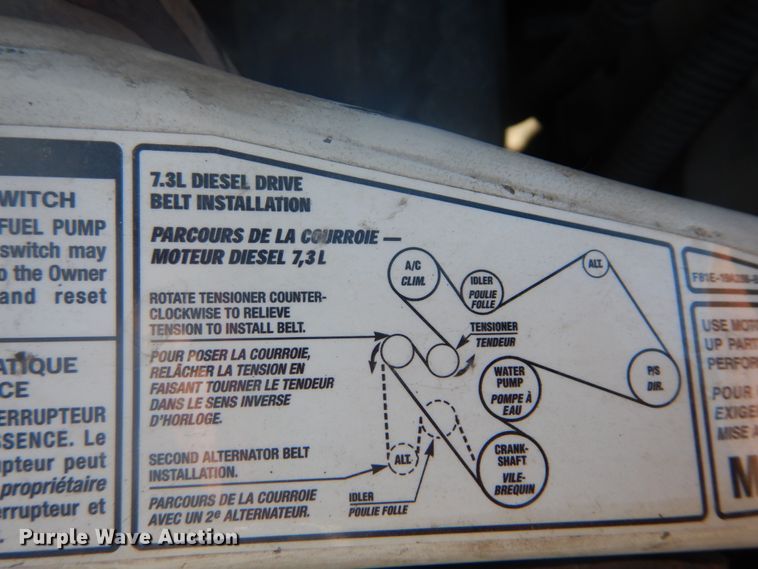 WITCH
FUEL PUMP
switch may
o the Owner
and reset
ATIQUE
CE
ERRUPTEUR
ESSENCE. Le
rupteur peut
propriétaire
errupteur et
7.3L DIESEL DRIVE
BELT INSTALLATION
PARCOURS DE LA COURROIE —
MOTEUR DIESEL 7,3 L
ROTATE TENSIONER COUNTER-
CLOCKWISE TO RELIEVE
TENSION TO INSTALL BELT.
POUR POSER LA COURROIE,
RELÂCHER LA TENSION EN
FAISANT TOURNER LE TENDEUR
DANS LE SENS INVERSE
D'HORLOGE.
SECOND ALTERNATOR BELT
INSTALLATION.
PARCOURS DE LA COURROIE
AVEC UN 2e ALTERNATEUR.
A/C
CLIM.
IDLER
POULIE
FOLLE
ALT.
TENSIONER
TENDEUR
WATER
PUMP
POMPE À
EAU
P/S
DIR.
ALT.
IDLER
POULIE FOLLE
CRANK-
SHAFT
VILE-
BREQUIN
USE MOT
UP PART
PERFOR
POUR
EXIGE
MISE A
M
Purple Wave Auction